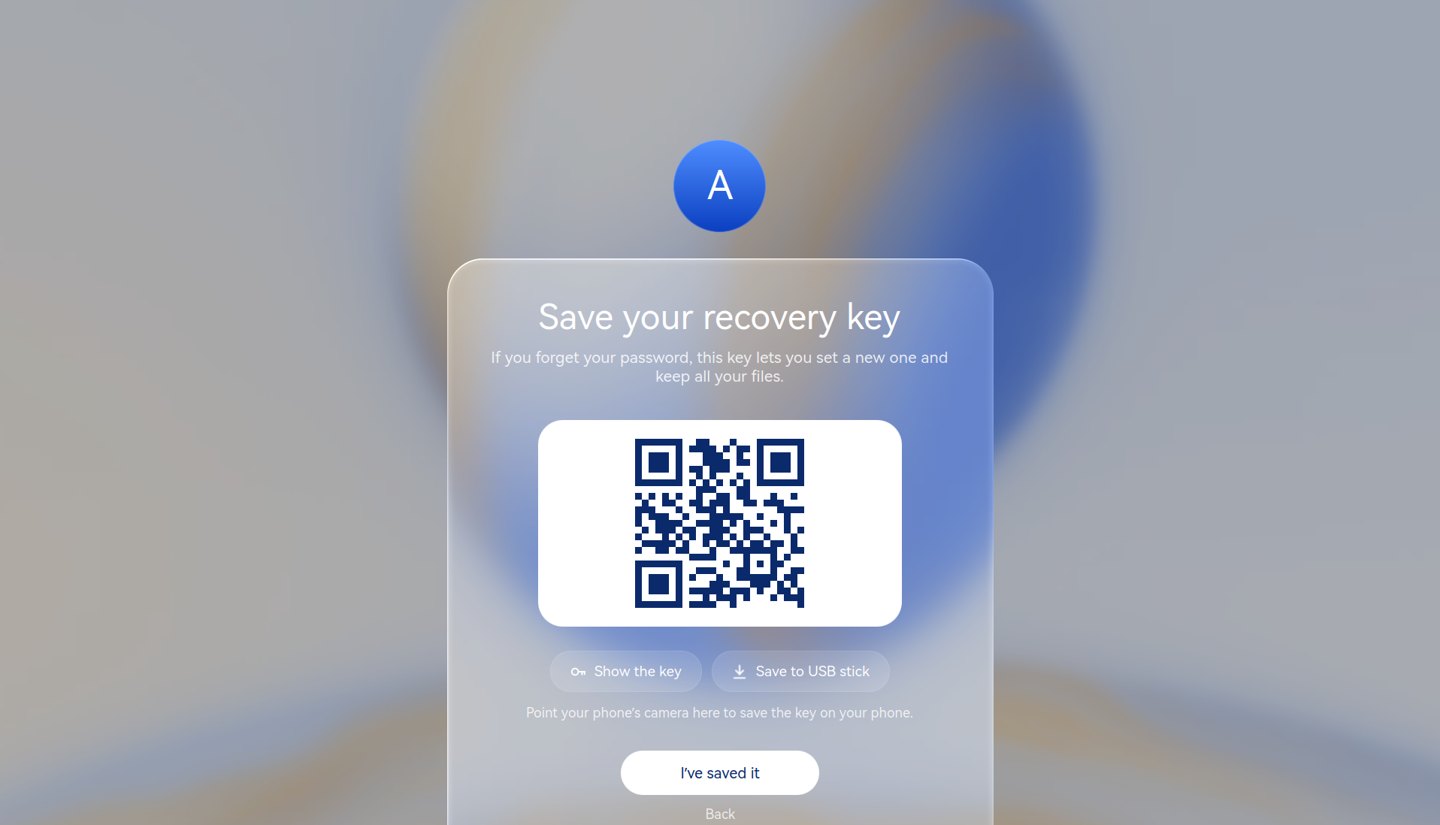 A
Save your recovery key
If you forget your password, this key lets you set a new one and
keep all your files.
Show the key
Save to USB stick
Point your phone's camera here to save the key on your phone.
I've saved it
Back